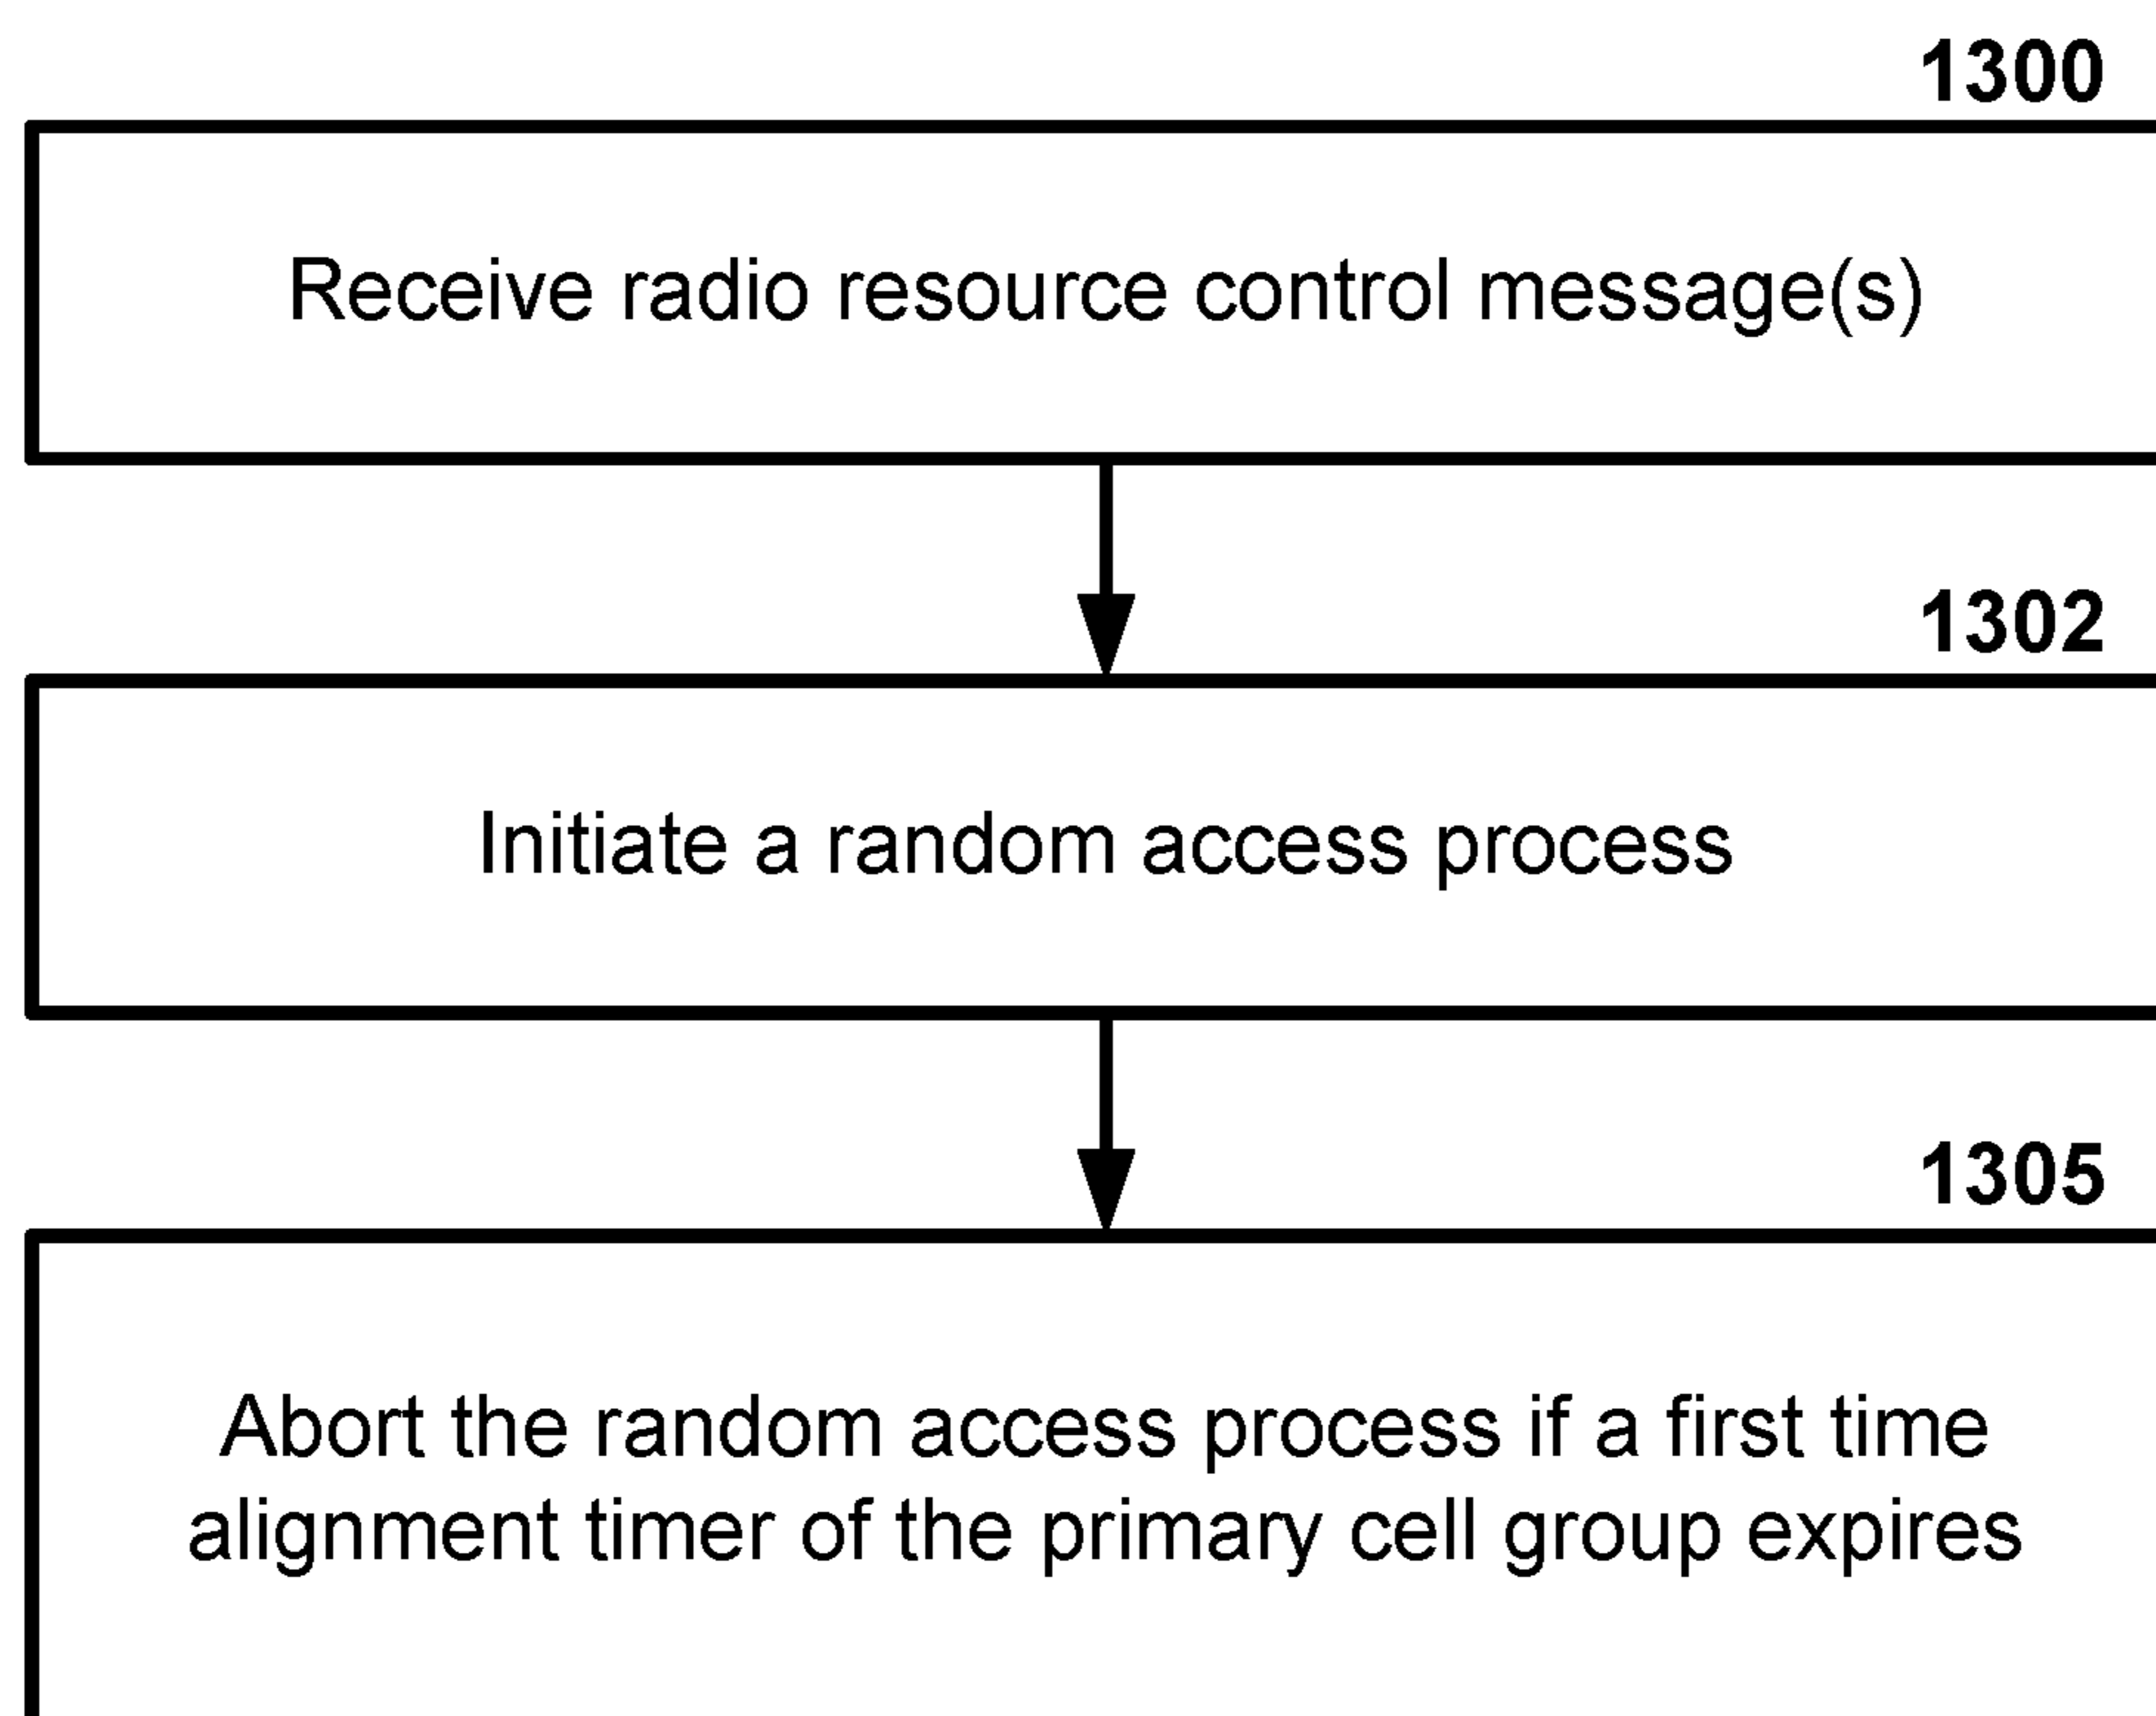 1300
Receive radio resource control message(s)
1302
Initiate a random access process
1305
Abort the random access process if a first time
alignment timer of the primary cell group expires